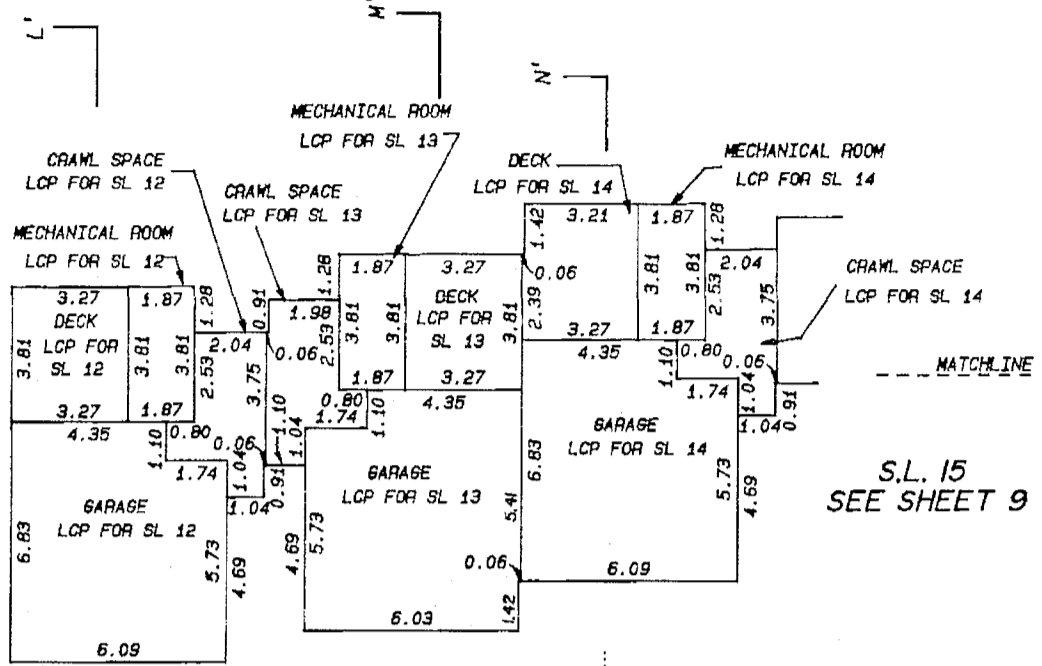 L'
M'
N'
MECHANICAL ROOM
LCP FOR SL 13
CRAWL SPACE
LCP FOR SL 12
CRAWL SPACE
LCP FOR SL 13
DECK
LCP FOR SL 14
MECHANICAL ROOM
LCP FOR SL 14
MECHANICAL ROOM
LCP FOR SL 12
CRAWL SPACE
LCP FOR SL 14
1.42
3.21
1.87
1.28
2.04
3.27
1.87
1.28
0.91
1.98
1.28
1.87
3.27
0.06
3.81
DECK
LCP FOR
SL 12
3.81
3.81
2.53
2.04
3.75
0.06
2.53
3.81
3.81
DECK
LCP FOR
SL 13
3.81
2.39
3.81
3.81
2.53
3.75
3.27
1.87
1.87
3.27
3.27
1.87
MATCHLINE
4.35
0.80
1.10
1.74
0.06
1.04
1.04
1.10
0.91
1.04
0.80
1.74
1.10
4.35
4.35
0.80
1.10
1.74
0.06
1.04
1.04
0.91
GARAGE
LCP FOR SL 12
GARAGE
LCP FOR SL 13
GARAGE
LCP FOR SL 14
S.L. 15
SEE SHEET 9
6.83
5.73
4.69
4.69
5.73
5.41
6.83
5.73
4.69
0.06
1.42
6.09
6.03
6.09